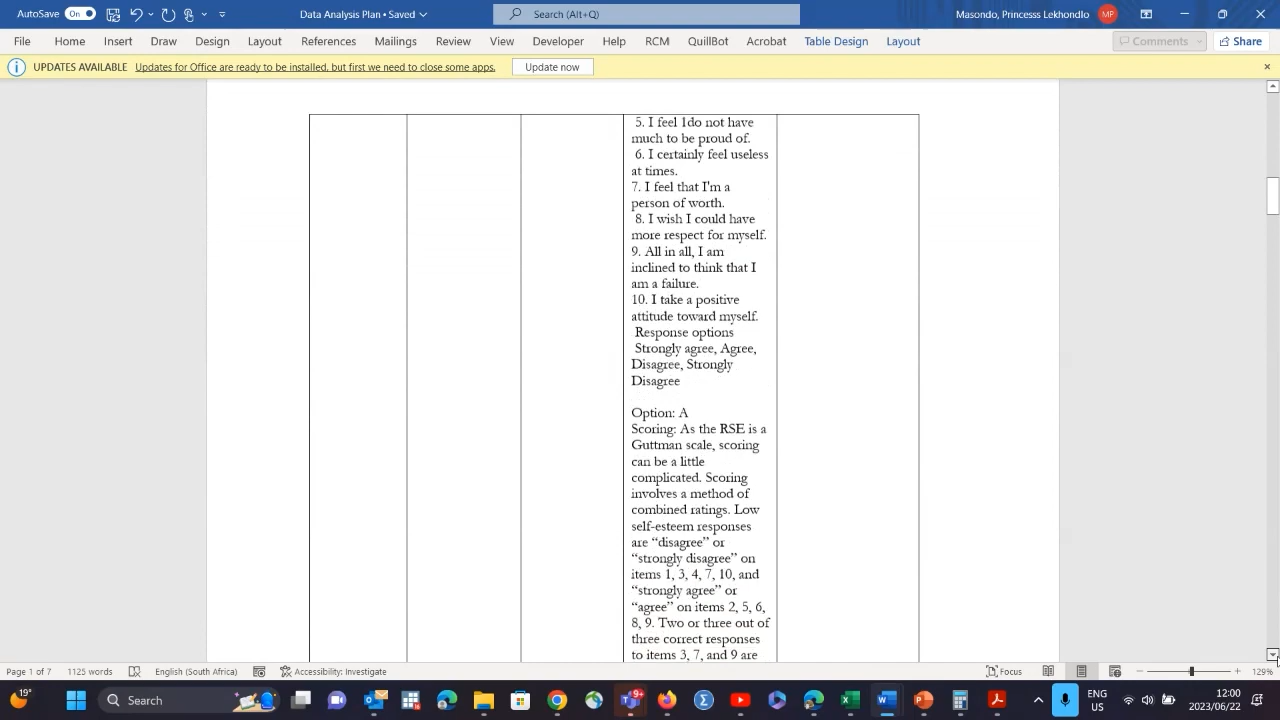 AutoSave On Data Analysis Plan • Saved Search (Alt+Q) Masondo, Princesss Lekhondlo MP
File Home Insert Draw Design Layout References Mailings Review View Developer Help RCM QuillBot Acrobat Table Design Layout Comments Share
UPDATES AVAILABLE Updates for Office are ready to be installed, but first we need to close some apps. Update now
5. I feel 1do not have
much to be proud of.
6. I certainly feel useless
at times.
7. I feel that I'm a
person of worth.
8. I wish I could have
more respect for myself.
9. All in all, I am
inclined to think that I
am a failure.
10. I take a positive
attitude toward myself.
Response options
Strongly agree, Agree,
Disagree, Strongly
Disagree
Option: A
Scoring: As the RSE is a
Guttman scale, scoring
can be a little
complicated. Scoring
involves a method of
combined ratings. Low
self-esteem responses
are “disagree” or
“strongly disagree” on
items 1, 3, 4, 7, 10, and
“strongly agree” or
“agree” on items 2, 5, 6,
8, 9. Two or three out of
three correct responses
to items 3, 7, and 9 are
Page 1 of 7 1125 words English (South Africa) Accessibility: Investigate Focus 129%
19° Search 9+ ENG 12:00
US 2023/06/22